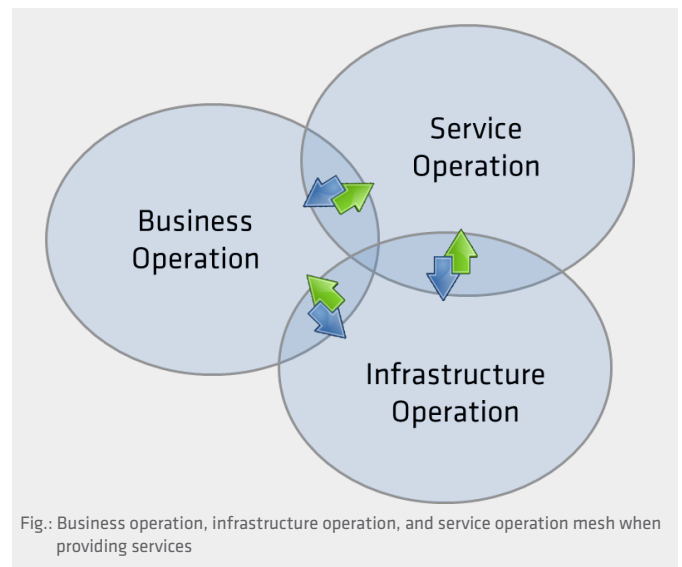 Service
Operation
Business
Operation
Infrastructure
Operation
Fig.: Business operation, infrastructure operation, and service operation mesh when
providing services